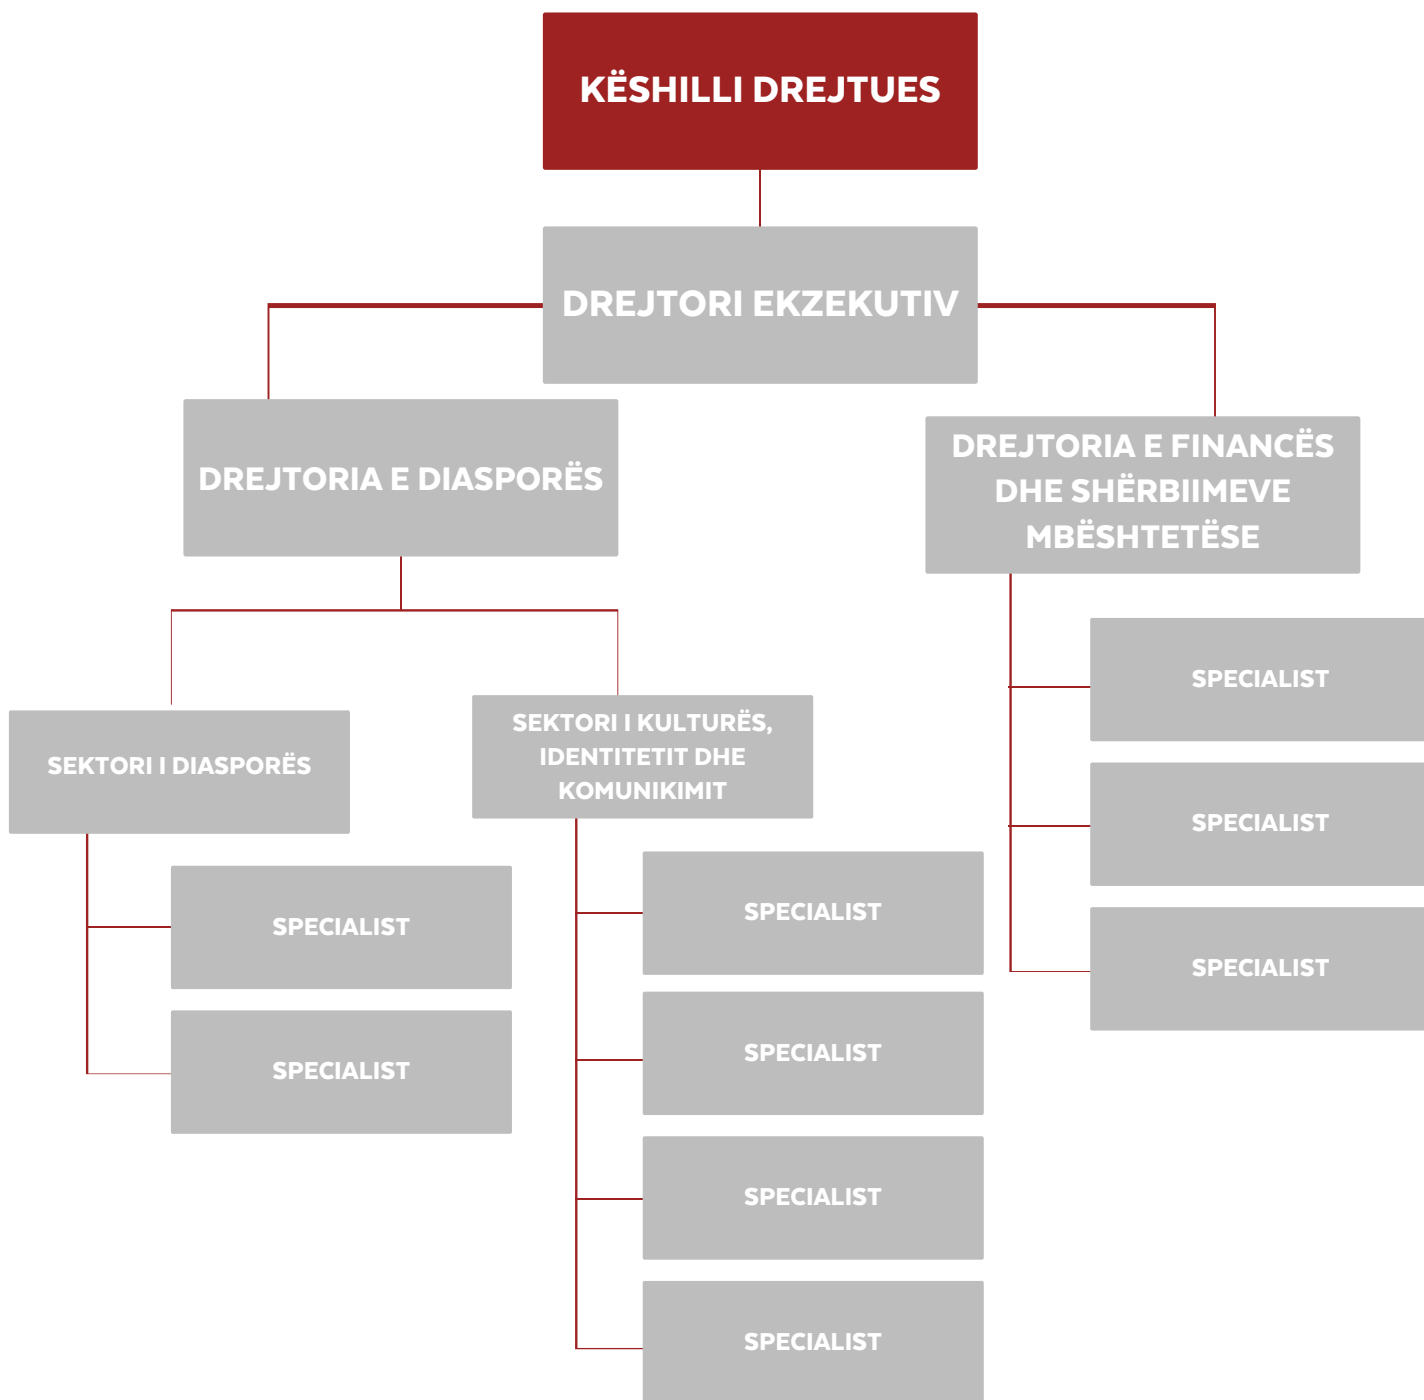 KËSHILLI DREJTUES
DREJTORI EKZEKUTIV
DREJTORIA E DIASPORËS
DREJTORIA E FINANCËS
DHE SHËRBIIMEVE
MBËSHTETËSE
SEKTORI I DIASPORËS
SPECIALIST
SPECIALIST
SEKTORI I KULTURËS,
IDENTITETIT DHE
KOMUNIKIMIT
SPECIALIST
SPECIALIST
SPECIALIST
SPECIALIST
SPECIALIST
SPECIALIST
SPECIALIST